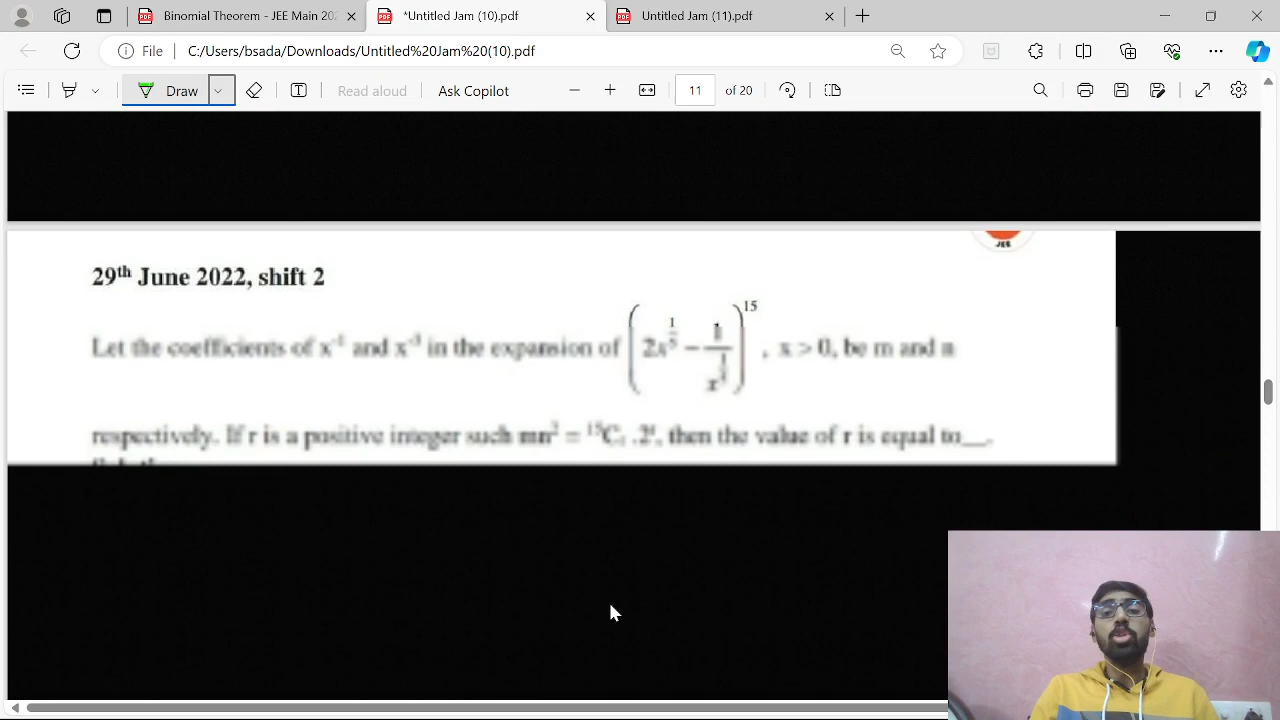 Binomial Theorem - JEE Main 202
*Untitled Jam (10).pdf
Untitled Jam (11).pdf
File
C:/Users/bsada/Downloads/Untitled%20Jam%20(10).pdf
Draw
Read aloud
Ask Copilot
11 of 20
JEE
29th June 2022, shift 2
Let the coefficients of x⁻¹ and x⁻³ in the expansion of (2x^(1/5) − 1/x^(1/5))^15, x > 0, be m and n
respectively. If r is a positive integer such mn² = ¹⁵Cᵣ .2ʳ, then the value of r is equal to__.